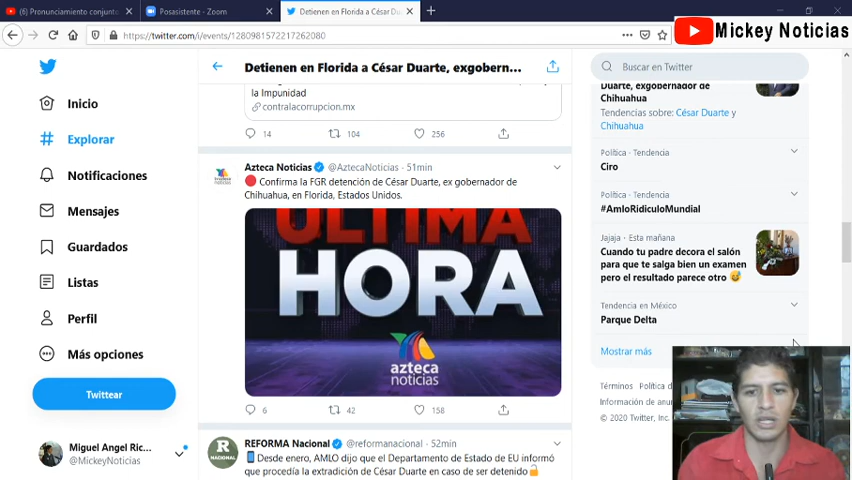 Pronunciamiento conjunt
Posasistente - Zoom
Detienen en Florida a César Du
https://twitter.com/i/events/1280981572217262080
Mickey Noticias
Inicio
Explorar
Notificaciones
Mensajes
Guardados
Listas
Perfil
Más opciones
Twittear
Miguel Angel Ric...
@MickeyNoticias
Detienen en Florida a César Duarte, exgobern...
la Impunidad
contralacorrupcion.mx
14 104 256
Azteca Noticias @AztecaNoticias · 51min
Confirma la FGR detención de César Duarte, ex gobernador de
Chihuahua, en Florida, Estados Unidos.
azteca noticias
ÚLTIMA
HORA
azteca
noticias
6 42 158
REFORMA Nacional @reformanacional · 52min
Desde enero, AMLO dijo que el Departamento de Estado de EU informó
que procedía la extradición de César Duarte en caso de ser detenido
R
NACIONAL
Buscar en Twitter
Duarte, exgobernador de
Chihuahua
Tendencias sobre: César Duarte y
Chihuahua
Política · Tendencia
Ciro
Política · Tendencia
#AmloRidiculoMundial
Jajaja · Esta mañana
Cuando tu padre decora el salón
para que te salga bien un examen
pero el resultado parece otro
Tendencia en México
Parque Delta
Mostrar más
Términos Política d
Información de anu
© 2020 Twitter, Inc.